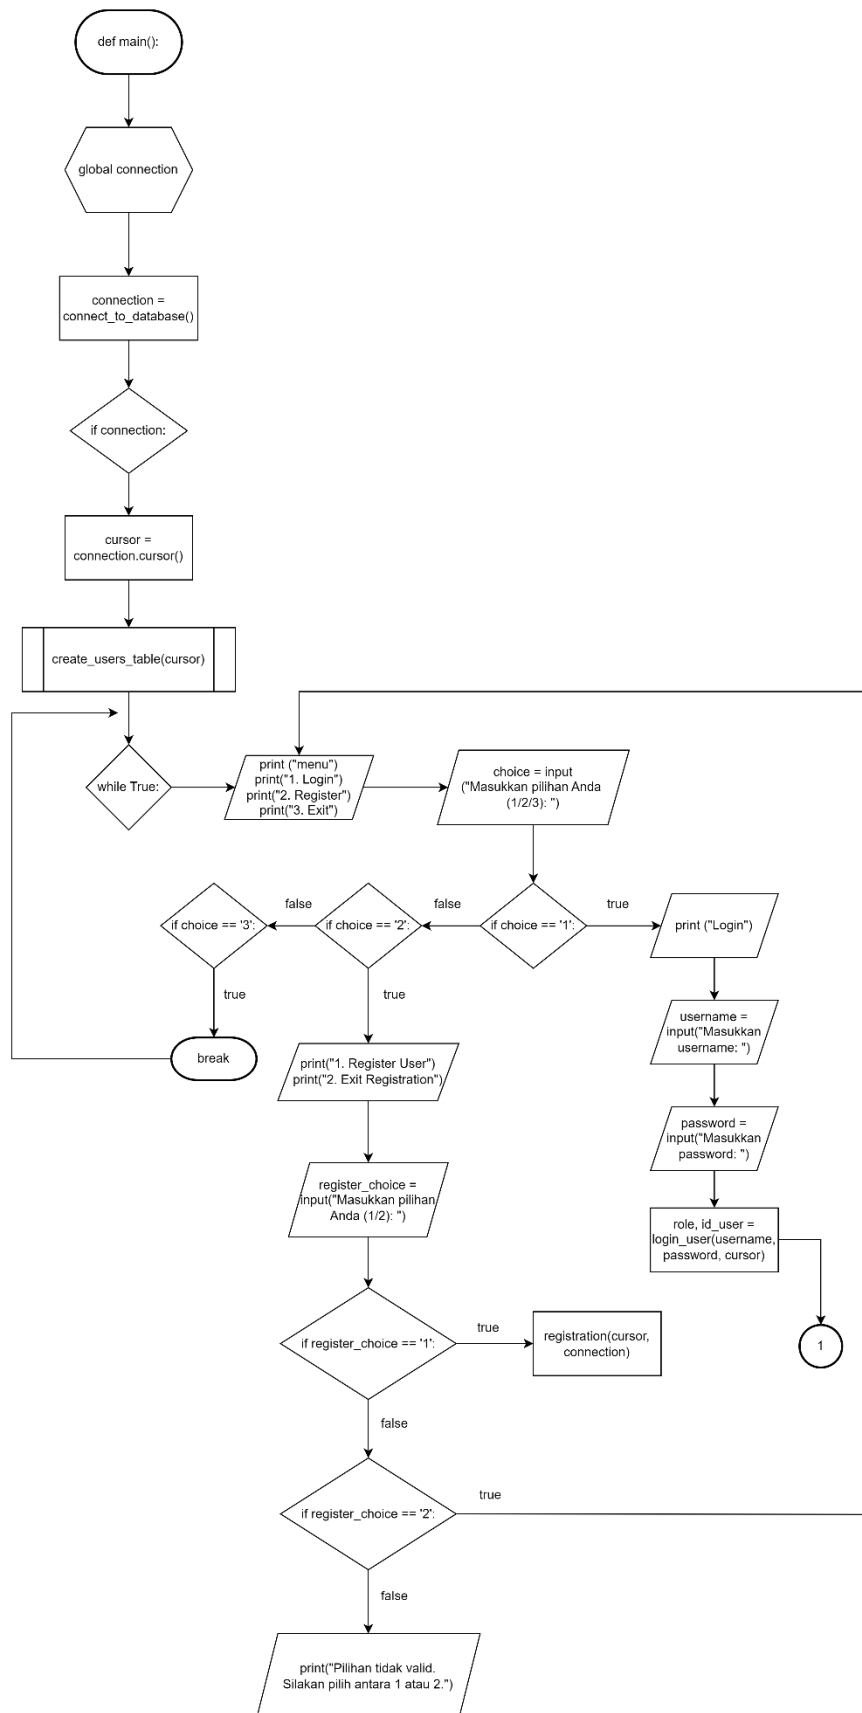 def main():
global connection
connection =
connect_to_database()
if connection:
cursor =
connection.cursor()
create_users_table(cursor)
while True:
print ("menu")
print("1. Login")
print("2. Register")
print("3. Exit")
choice = input
("Masukkan pilihan Anda
(1/2/3): ")
if choice == '1':
true
print ("Login")
username =
input("Masukkan
username: ")
password =
input("Masukkan
password: ")
role, id_user =
login_user(username,
password, cursor)
1
false
if choice == '2':
false
if choice == '3':
true
break
true
print("1. Register User")
print("2. Exit Registration")
register_choice =
input("Masukkan pilihan
Anda (1/2): ")
if register_choice == '1':
true
registration(cursor,
connection)
false
if register_choice == '2':
true
false
print("Pilihan tidak valid.
Silakan pilih antara 1 atau 2.")